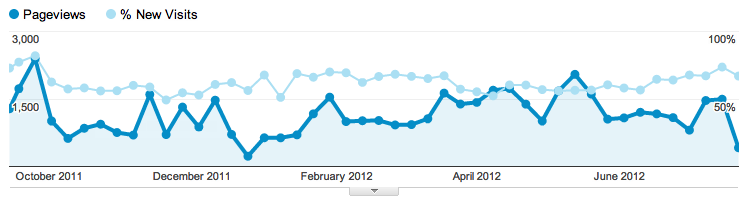 Pageviews % New Visits
3,000 100%
1,500 50%
October 2011 December 2011 February 2012 April 2012 June 2012